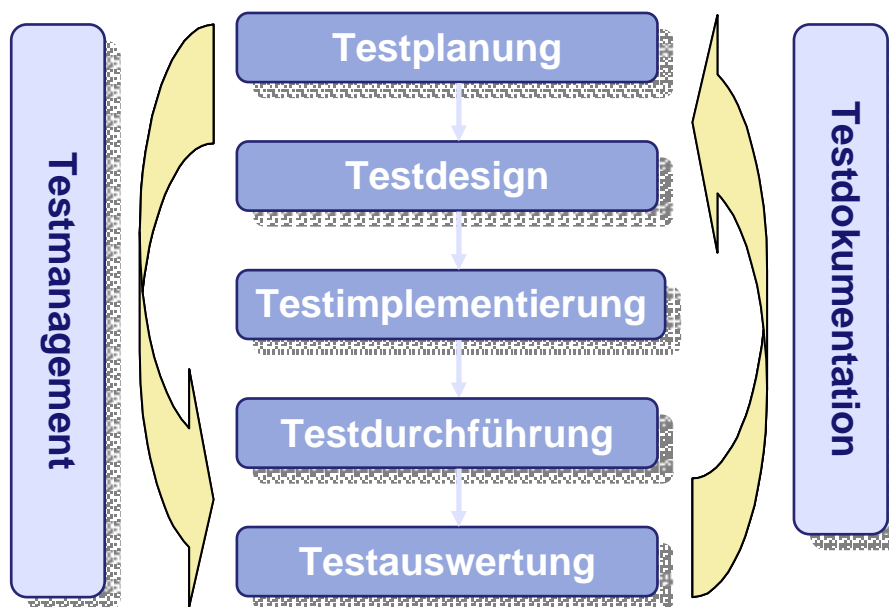 Testmanagement
Testplanung
Testdesign
Testimplementierung
Testdurchführung
Testauswertung
Testdokumentation